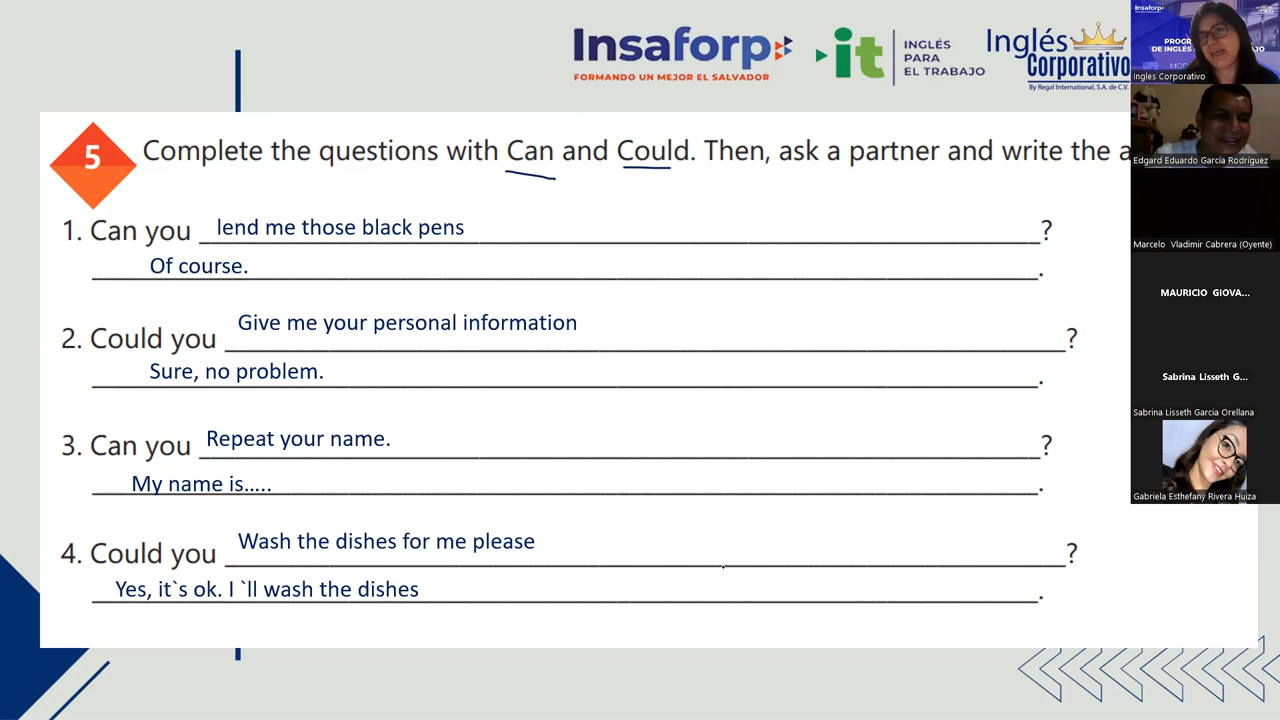 Insaforp
FORMANDO UN MEJOR EL SALVADOR
it
INGLÉS
PARA
EL TRABAJO
Inglés
Corporativo
By Regal International, S.A. de C.V.
5
Complete the questions with Can and Could. Then, ask a partner and write the a
1. Can you lend me those black pens ?
Of course. .
2. Could you Give me your personal information ?
Sure, no problem. .
3. Can you Repeat your name. ?
My name is….. .
4. Could you Wash the dishes for me please ?
Yes, it`s ok. I `ll wash the dishes .
Insaforp
PROGR
DE INGLÉS JO
MOD
Ingles Corporativo
Edgard Eduardo García Rodríguez
Marcelo Vladimir Cabrera (Oyente)
MAURICIO GIOVA...
Sabrina Lisseth G...
Sabrina Lisseth Garcia Orellana
Gabriela Esthefany Rivera Huiza